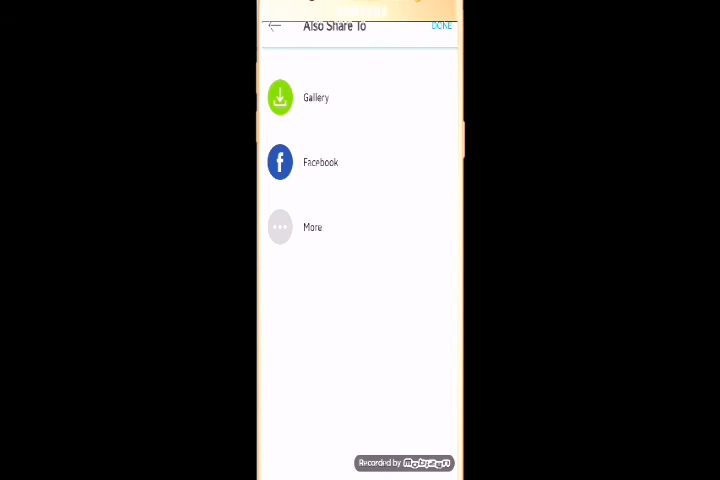 Also Share To
DONE
Gallery
Facebook
More
Recorded by mobizen